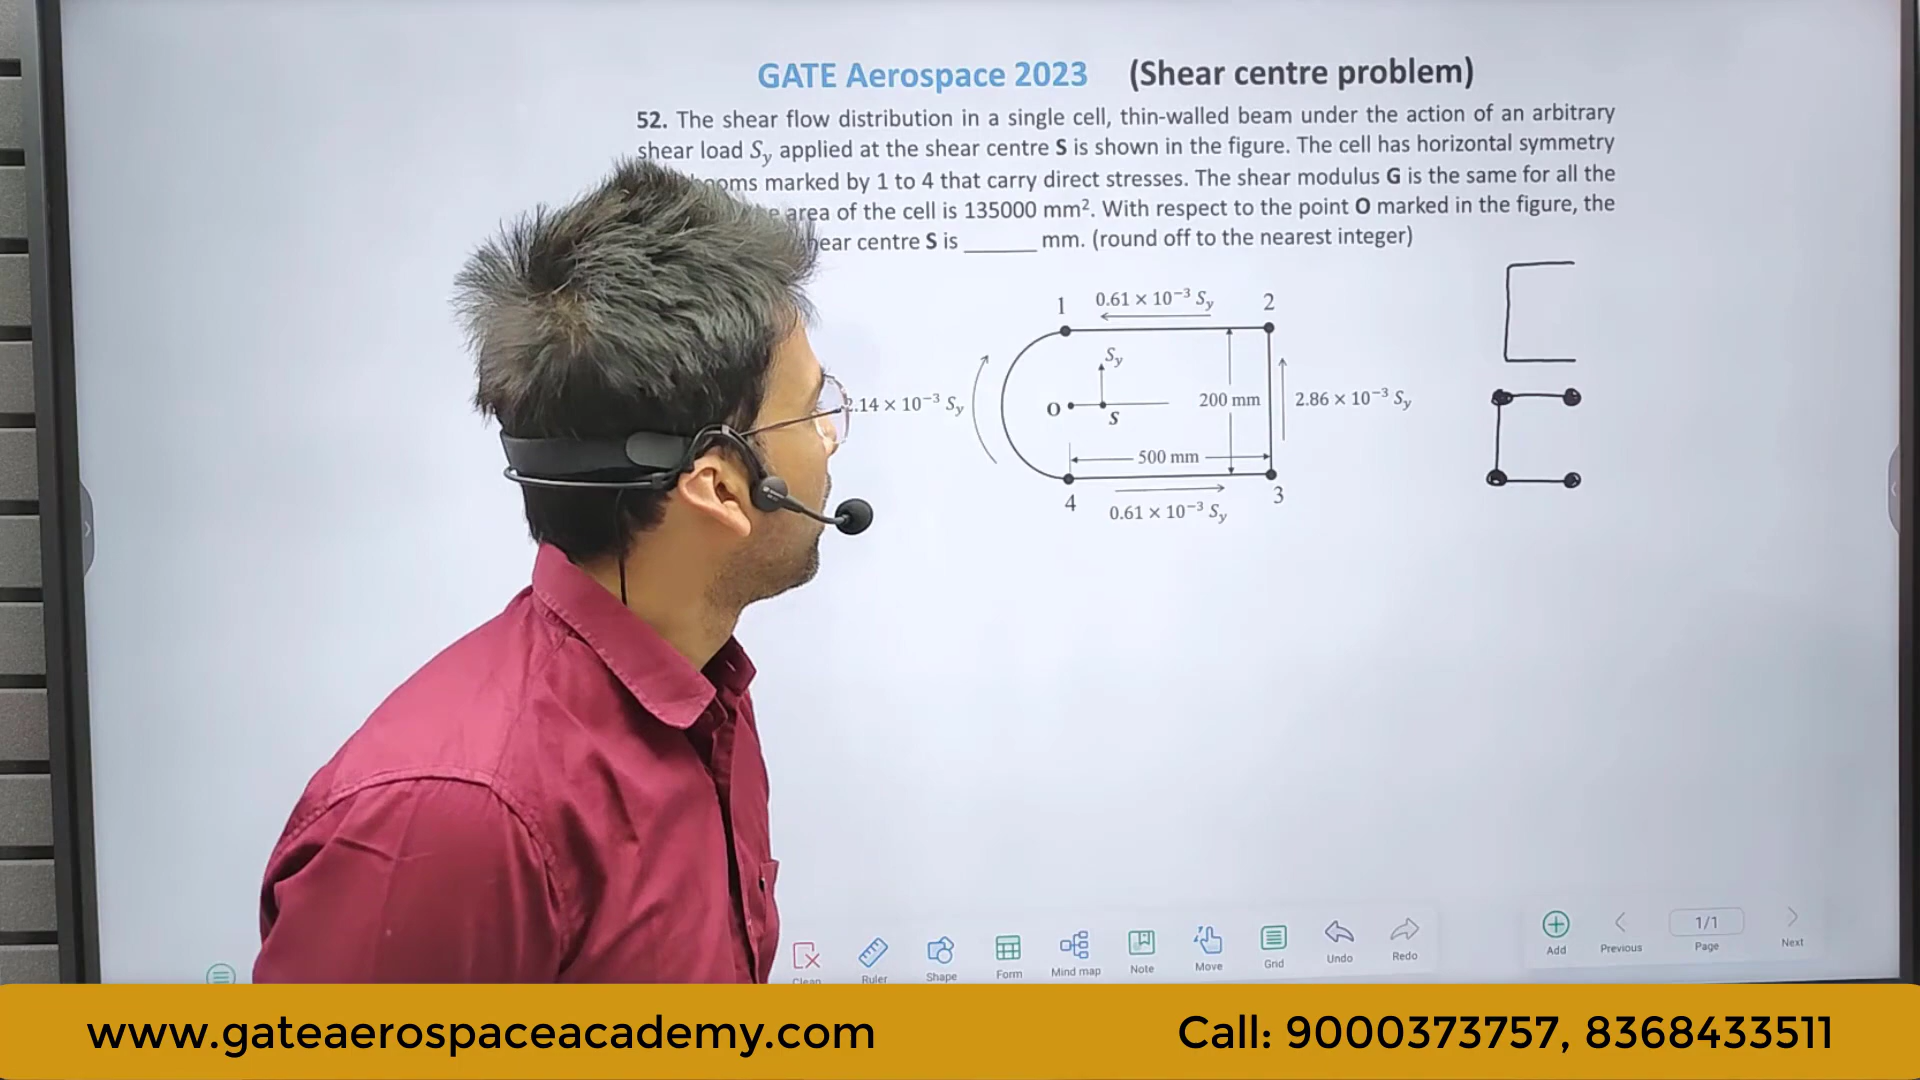 GATE Aerospace 2023 (Shear centre problem)
52. The shear flow distribution in a single cell, thin-walled beam under the action of an arbitrary
shear load Sy applied at the shear centre S is shown in the figure. The cell has horizontal symmetry
marked by 1 to 4 that carry direct stresses. The shear modulus G is the same for all the
area of the cell is 135000 mm². With respect to the point O marked in the figure, the
centre S is ______ mm. (round off to the nearest integer)
1 0.61 × 10⁻³ Sy 2
Sy
2.14 × 10⁻³ Sy O S 200 mm 2.86 × 10⁻³ Sy
500 mm
4 0.61 × 10⁻³ Sy 3
Clean Ruler Shape Form Mind map Note Move Grid Undo Redo Add Previous 1/1 Page Next
www.gateaerospaceacademy.com Call: 9000373757, 8368433511